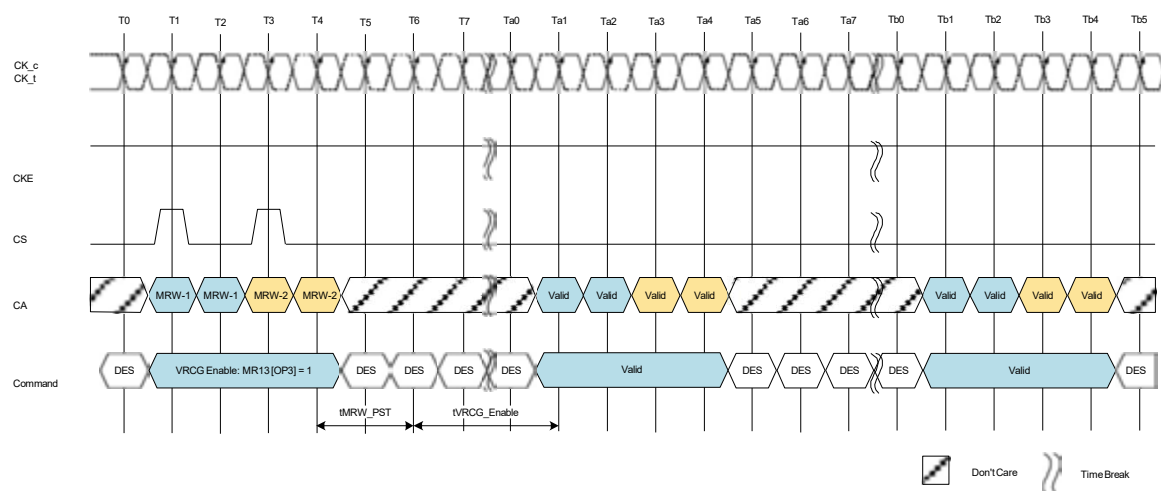 T0 T1 T2 T3 T4 T5 T6 T7 Ta0 Ta1 Ta2 Ta3 Ta4 Ta5 Ta6 Ta7 Tb0 Tb1 Tb2 Tb3 Tb4 Tb5
CK_c
CK_t
CKE
CS
CA MRW-1 MRW-1 MRW-2 MRW-2 Valid Valid Valid Valid Valid Valid Valid Valid
Command DES VRCG Enable: MR13 [OP3] = 1 DES DES DES DES Valid DES DES DES DES Valid DES
tMRW_PST tVRCG_Enable
Don't Care Time Break